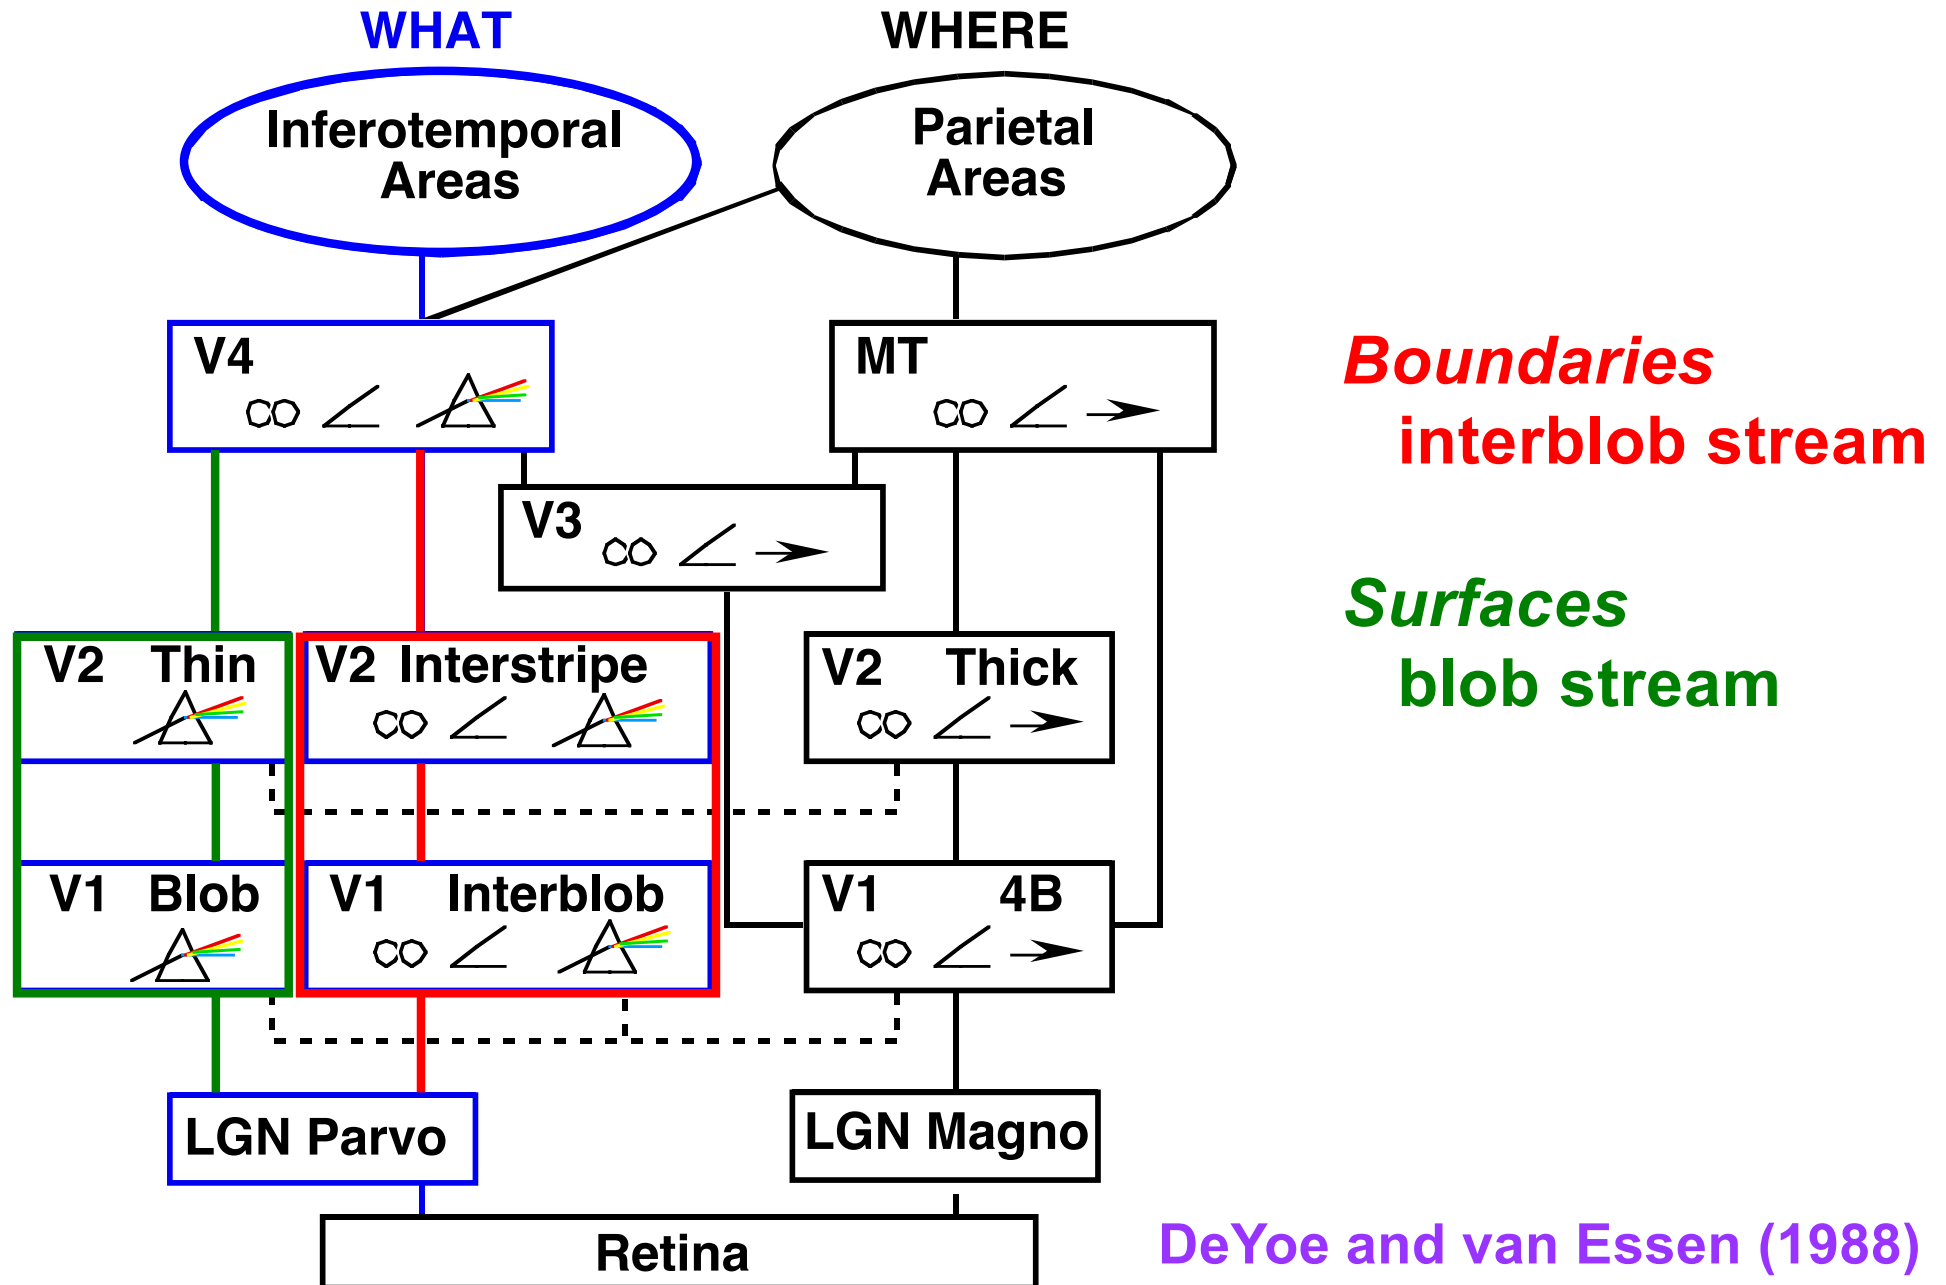 WHAT
WHERE
Inferotemporal
Areas
Parietal
Areas
V4
MT
Boundaries
interblob stream
V3
Surfaces
blob stream
V2 Thin
V2 Interstripe
V2 Thick
V1 Blob
V1 Interblob
V1 4B
LGN Parvo
LGN Magno
Retina
DeYoe and van Essen (1988)